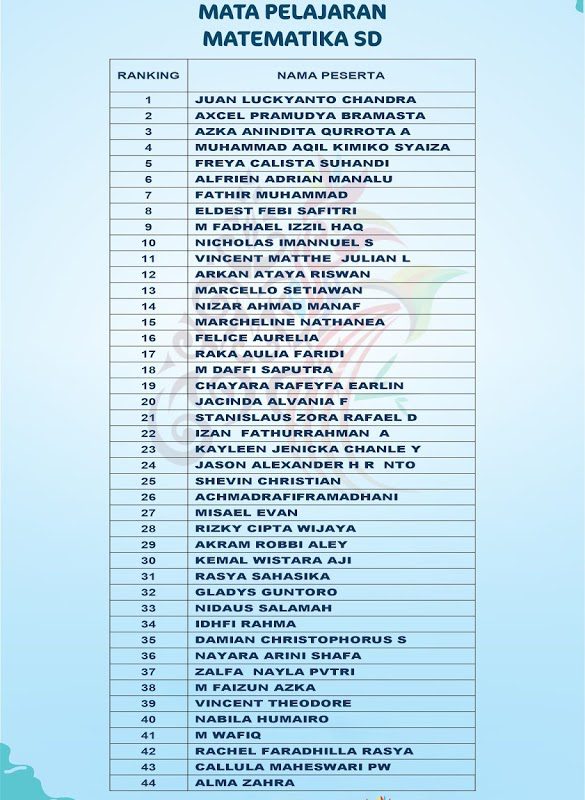 MATA PELAJARAN
MATEMATIKA SD
RANKING NAMA PESERTA
1 JUAN LUCKYANTO CHANDRA
2 AXCEL PRAMUDYA BRAMASTA
3 AZKA ANINDITA QURROTA A
4 MUHAMMAD AQIL KIMIKO SYAIZA
5 FREYA CALISTA SUHANDI
6 ALFRIEN ADRIAN MANALU
7 FATHIR MUHAMMAD
8 ELDEST FEBI SAFITRI
9 M FADHAEL IZZIL HAQ
10 NICHOLAS IMANNUEL S
11 VINCENT MATTHE JULIAN L
12 ARKAN ATAYA RISWAN
13 MARCELLO SETIAWAN
14 NIZAR AHMAD MANAF
15 MARCHELINE NATHANEA
16 FELICE AURELIA
17 RAKA AULIA FARIDI
18 M DAFFI SAPUTRA
19 CHAYARA RAFEYFA EARLIN
20 JACINDA ALVANIA F
21 STANISLAUS ZORA RAFAEL D
22 IZAN FATHURRAHMAN A
23 KAYLEEN JENICKA CHANLE Y
24 JASON ALEXANDER H R NTO
25 SHEVIN CHRISTIAN
26 ACHMADRAFIFRAMADHANI
27 MISAEL EVAN
28 RIZKY CIPTA WIJAYA
29 AKRAM ROBBI ALEY
30 KEMAL WISTARA AJI
31 RASYA SAHASIKA
32 GLADYS GUNTORO
33 NIDAUS SALAMAH
34 IDHFI RAHMA
35 DAMIAN CHRISTOPHORUS S
36 NAYARA ARINI SHAFA
37 ZALFA NAYLA PVTRI
38 M FAIZUN AZKA
39 VINCENT THEODORE
40 NABILA HUMAIRO
41 M WAFIQ
42 RACHEL FARADHILLA RASYA
43 CALLULA MAHESWARI PW
44 ALMA ZAHRA